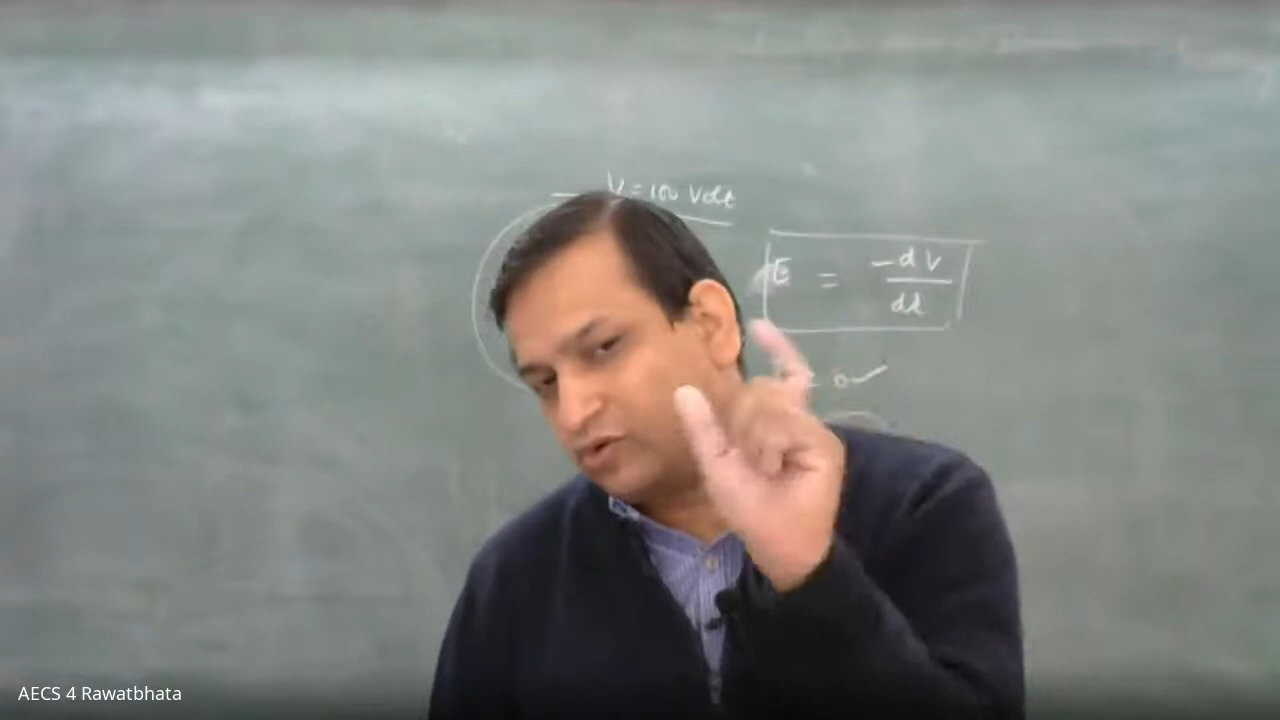 V = 100 Volt
E = -dV
dl
AECS 4 Rawatbhata